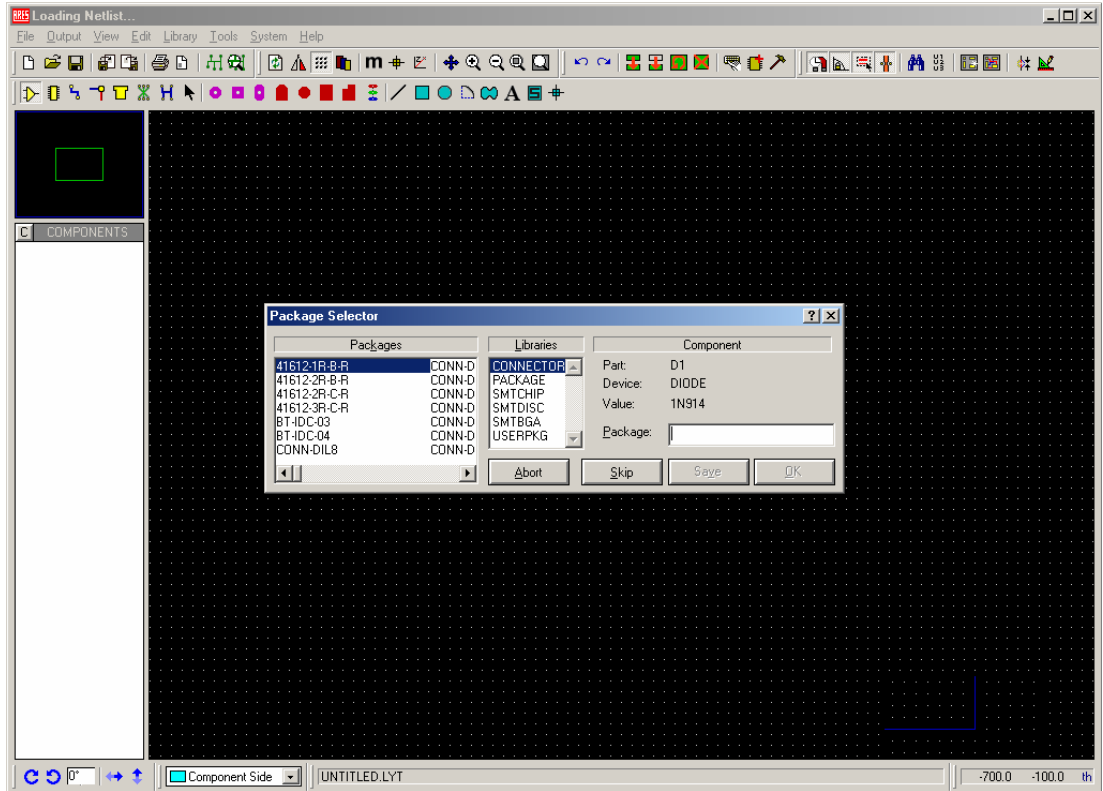 ARES Loading Netlist...
File Output View Edit Library Tools System Help
m A S
C COMPONENTS
Package Selector
Packages Libraries Component
41612-1R-B-R CONN-D
41612-2R-B-R CONN-D
41612-2R-C-R CONN-D
41612-3R-C-R CONN-D
BT-IDC-03 CONN-D
BT-IDC-04 CONN-D
CONN-DIL8 CONN-D
CONNECTOR
PACKAGE
SMTCHIP
SMTDISC
SMTBGA
USERPKG
Part: D1
Device: DIODE
Value: 1N914
Package:
Abort Skip Save OK
0° Component Side UNTITLED.LYT -700.0 -100.0 th